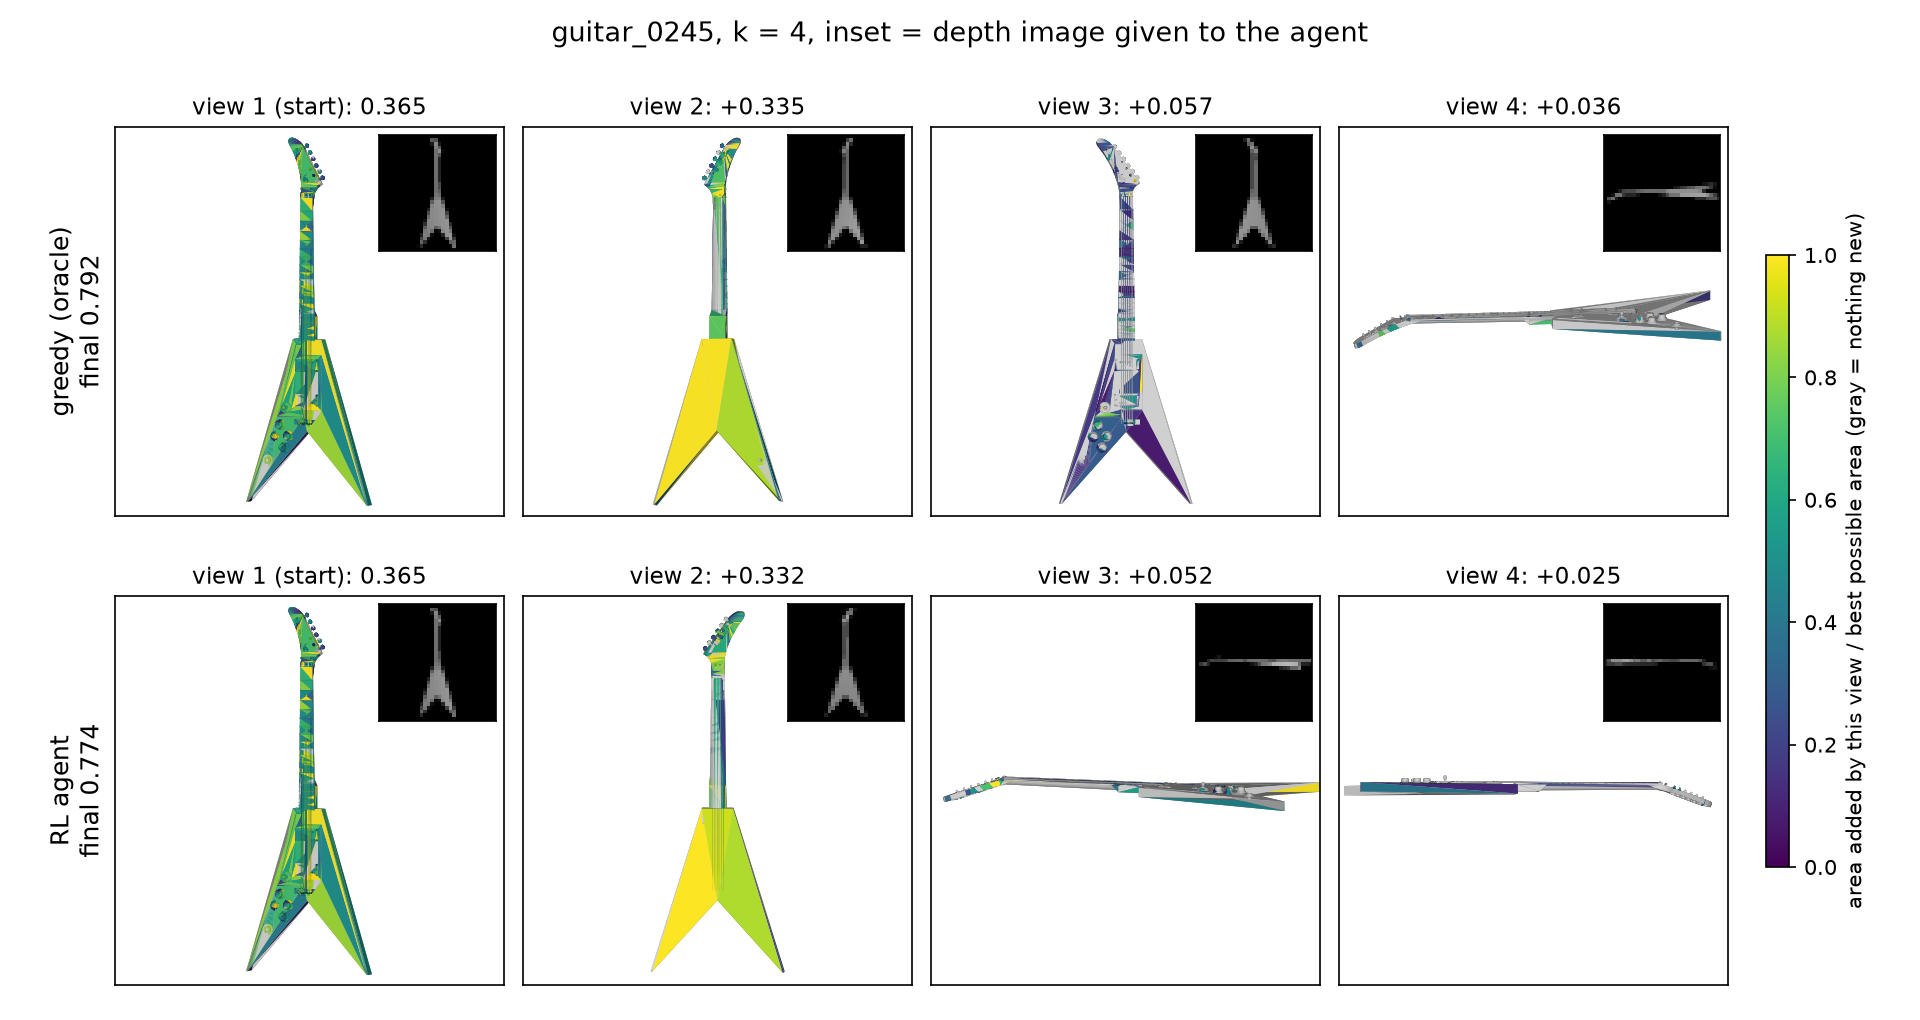 guitar_0245, k = 4, inset = depth image given to the agent
view 1 (start): 0.365
view 2: +0.335
view 3: +0.057
view 4: +0.036
greedy (oracle)
final 0.792
view 1 (start): 0.365
view 2: +0.332
view 3: +0.052
view 4: +0.025
RL agent
final 0.774
1.0
0.8
0.6
0.4
0.2
0.0
area added by this view / best possible area (gray = nothing new)